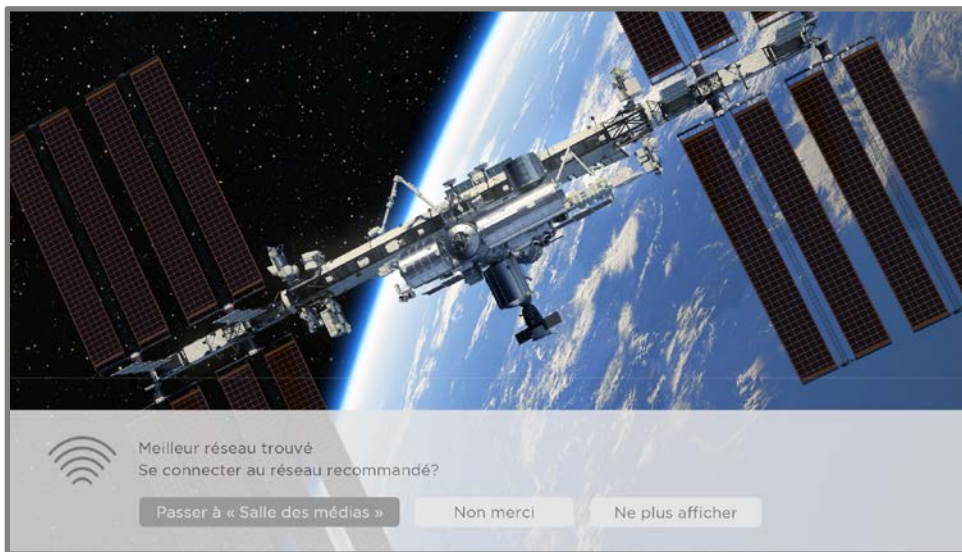 Meilleur réseau trouvé
Se connecter au réseau recommandé?
Passer à « Salle des médias » Non merci Ne plus afficher